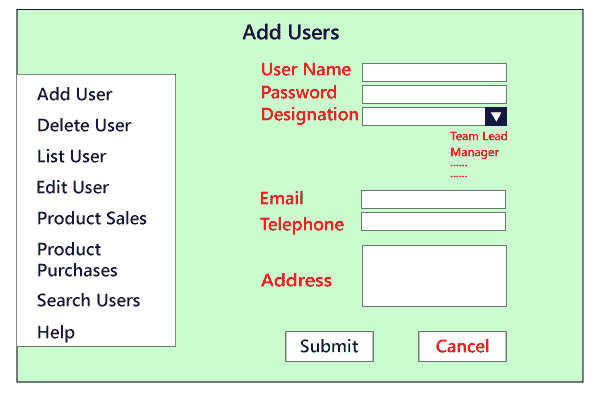 Add Users
Add User
Delete User
List User
Edit User
Product Sales
Product
Purchases
Search Users
Help
User Name
Password
Designation
Team Lead
Manager
......
......
Email
Telephone
Address
Submit
Cancel